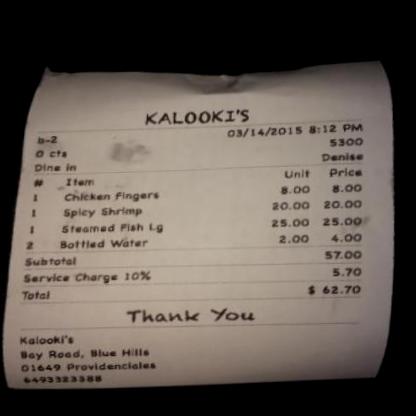 KALOOKI'S
03/14/2015 8:12 PM
b-2 5300
0 cts Denise
Dine in
# Item Unit Price
1 Chicken Fingers 8.00 8.00
1 Spicy Shrimp 20.00 20.00
1 Steamed Fish Lg 25.00 25.00
2 Bottled Water 2.00 4.00
Subtotal 57.00
Service Charge 10% 5.70
Total $ 62.70
Thank You
Kalooki's
Bay Road, Blue Hills
01649 Providenciales
6493323388